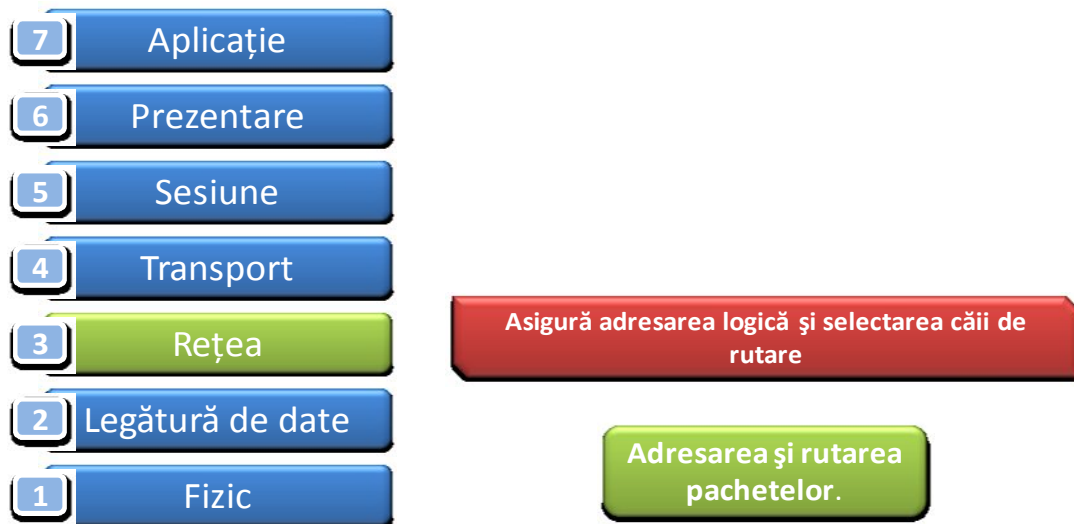 7 Aplicație
6 Prezentare
5 Sesiune
4 Transport
3 Rețea
Asigură adresarea logică şi selectarea căii de
rutare
2 Legătură de date
Adresarea şi rutarea
pachetelor.
1 Fizic